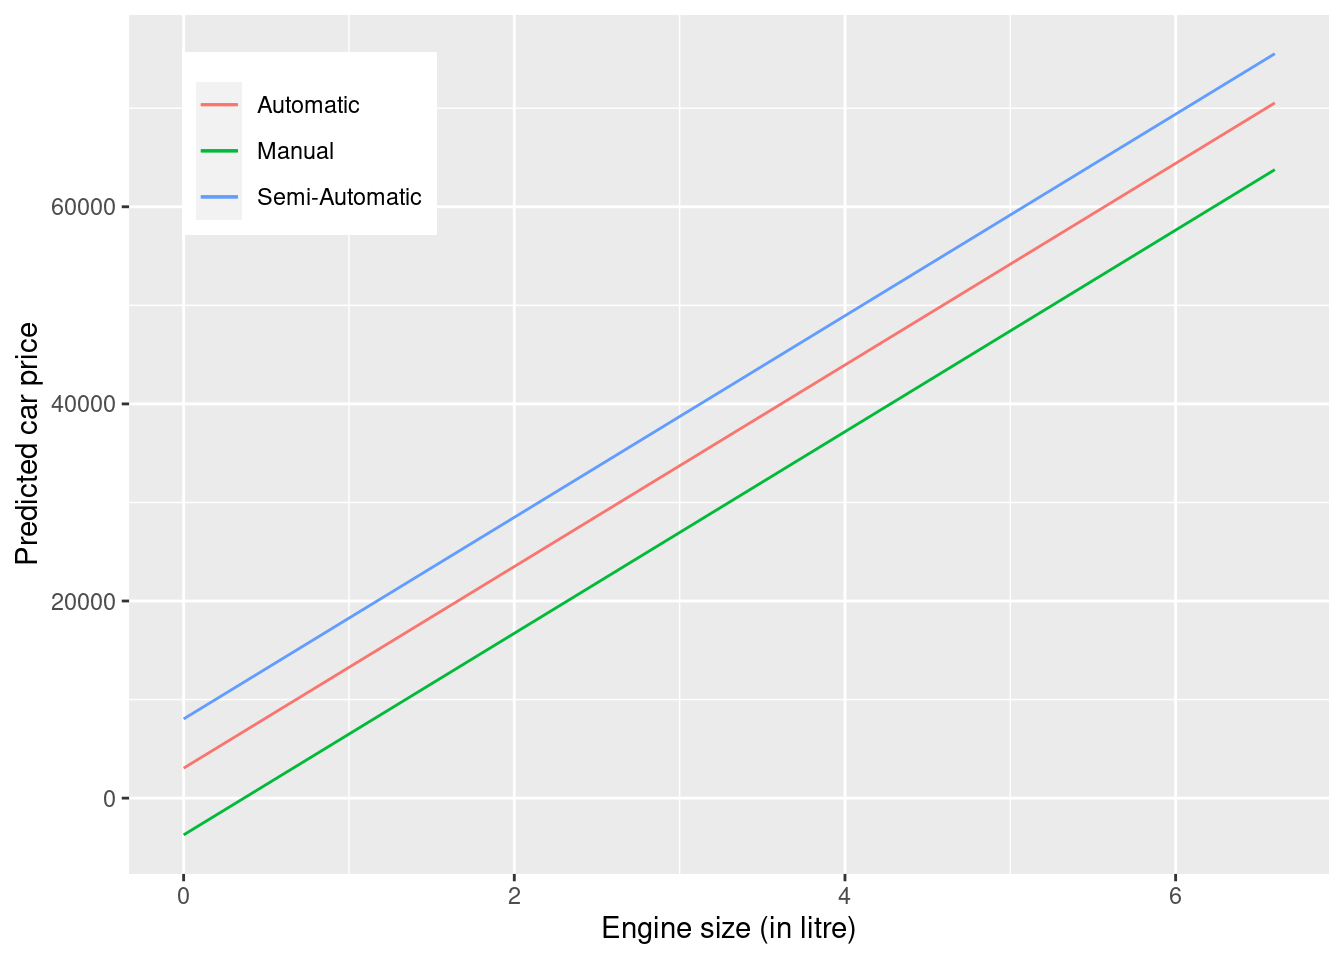 Automatic
Manual
Semi-Automatic
Predicted car price
60000
40000
20000
0
0 2 4 6
Engine size (in litre)